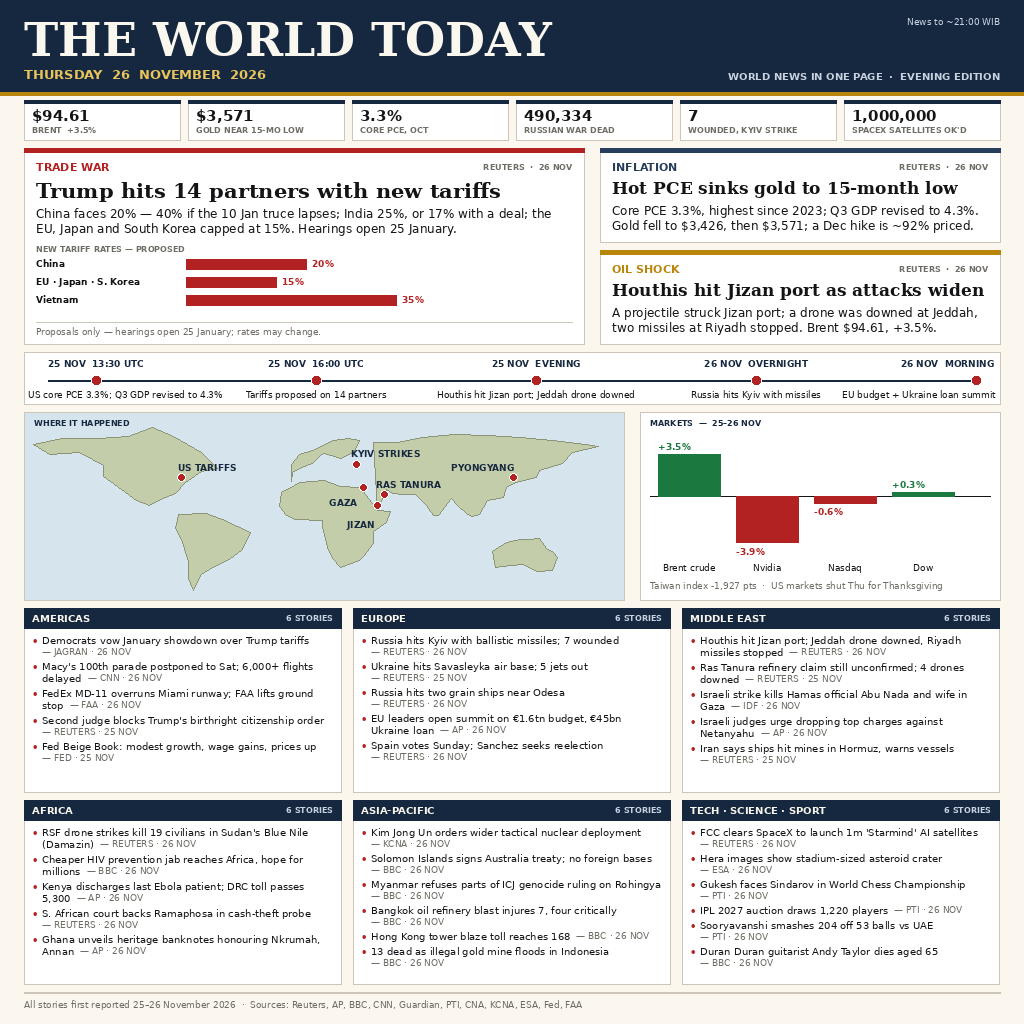 THE WORLD TODAY
News to ~21:00 WIB
THURSDAY 26 NOVEMBER 2026
WORLD NEWS IN ONE PAGE · EVENING EDITION
$94.61
BRENT +3.5%
$3,571
GOLD NEAR 15-MO LOW
3.3%
CORE PCE, OCT
490,334
RUSSIAN WAR DEAD
7
WOUNDED, KYIV STRIKE
1,000,000
SPACEX SATELLITES OK'D
TRADE WAR
REUTERS · 26 NOV
Trump hits 14 partners with new tariffs
China faces 20% — 40% if the 10 Jan truce lapses; India 25%, or 17% with a deal; the
EU, Japan and South Korea capped at 15%. Hearings open 25 January.
NEW TARIFF RATES — PROPOSED
China
20%
EU · Japan · S. Korea
15%
Vietnam
35%
Proposals only — hearings open 25 January; rates may change.
INFLATION
REUTERS · 26 NOV
Hot PCE sinks gold to 15-month low
Core PCE 3.3%, highest since 2023; Q3 GDP revised to 4.3%.
Gold fell to $3,426, then $3,571; a Dec hike is ~92% priced.
OIL SHOCK
REUTERS · 26 NOV
Houthis hit Jizan port as attacks widen
A projectile struck Jizan port; a drone was downed at Jeddah,
two missiles at Riyadh stopped. Brent $94.61, +3.5%.
25 NOV 13:30 UTC
25 NOV 16:00 UTC
25 NOV EVENING
26 NOV OVERNIGHT
26 NOV MORNING
US core PCE 3.3%; Q3 GDP revised to 4.3%
Tariffs proposed on 14 partners
Houthis hit Jizan port; Jeddah drone downed
Russia hits Kyiv with missiles
EU budget + Ukraine loan summit
WHERE IT HAPPENED
US TARIFFS
KYIV STRIKES
PYONGYANG
RAS TANURA
GAZA
JIZAN
MARKETS — 25-26 NOV
+3.5%
-3.9%
-0.6%
+0.3%
Brent crude
Nvidia
Nasdaq
Dow
Taiwan index -1,927 pts · US markets shut Thu for Thanksgiving
AMERICAS
6 STORIES
• Democrats vow January showdown over Trump tariffs
— JAGRAN · 26 NOV
• Macy's 100th parade postponed to Sat; 6,000+ flights
delayed — CNN · 26 NOV
• FedEx MD-11 overruns Miami runway; FAA lifts ground
stop — FAA · 26 NOV
• Second judge blocks Trump's birthright citizenship order
— REUTERS · 25 NOV
• Fed Beige Book: modest growth, wage gains, prices up
— FED · 25 NOV
EUROPE
6 STORIES
• Russia hits Kyiv with ballistic missiles; 7 wounded
— REUTERS · 26 NOV
• Ukraine hits Savasleyka air base; 5 jets out
— REUTERS · 25 NOV
• Russia hits two grain ships near Odesa
— REUTERS · 26 NOV
• EU leaders open summit on €1.6tn budget, €45bn
Ukraine loan — AP · 26 NOV
• Spain votes Sunday; Sanchez seeks reelection
— REUTERS · 26 NOV
MIDDLE EAST
6 STORIES
• Houthis hit Jizan port; Jeddah drone downed, Riyadh
missiles stopped — REUTERS · 26 NOV
• Ras Tanura refinery claim still unconfirmed; 4 drones
downed — REUTERS · 25 NOV
• Israeli strike kills Hamas official Abu Nada and wife in
Gaza — IDF · 26 NOV
• Israeli judges urge dropping top charges against
Netanyahu — AP · 26 NOV
• Iran says ships hit mines in Hormuz, warns vessels
— REUTERS · 25 NOV
AFRICA
6 STORIES
• RSF drone strikes kill 19 civilians in Sudan's Blue Nile
(Damazin) — REUTERS · 26 NOV
• Cheaper HIV prevention jab reaches Africa, hope for
millions — BBC · 26 NOV
• Kenya discharges last Ebola patient; DRC toll passes
5,300 — AP · 26 NOV
• S. African court backs Ramaphosa in cash-theft probe
— REUTERS · 26 NOV
• Ghana unveils heritage banknotes honouring Nkrumah,
Annan — AP · 26 NOV
ASIA-PACIFIC
6 STORIES
• Kim Jong Un orders wider tactical nuclear deployment
— KCNA · 26 NOV
• Solomon Islands signs Australia treaty; no foreign bases
— BBC · 26 NOV
• Myanmar refuses parts of ICJ genocide ruling on Rohingya
— BBC · 26 NOV
• Bangkok oil refinery blast injures 7, four critically
— BBC · 26 NOV
• Hong Kong tower blaze toll reaches 168 — BBC · 26 NOV
• 13 dead as illegal gold mine floods in Indonesia
— BBC · 26 NOV
TECH · SCIENCE · SPORT
6 STORIES
• FCC clears SpaceX to launch 1m 'Starmind' AI satellites
— REUTERS · 26 NOV
• Hera images show stadium-sized asteroid crater
— ESA · 26 NOV
• Gukesh faces Sindarov in World Chess Championship
— PTI · 26 NOV
• IPL 2027 auction draws 1,220 players — PTI · 26 NOV
• Sooryavanshi smashes 204 off 53 balls vs UAE
— PTI · 26 NOV
• Duran Duran guitarist Andy Taylor dies aged 65
— BBC · 26 NOV
All stories first reported 25–26 November 2026 · Sources: Reuters, AP, BBC, CNN, Guardian, PTI, CNA, KCNA, ESA, Fed, FAA